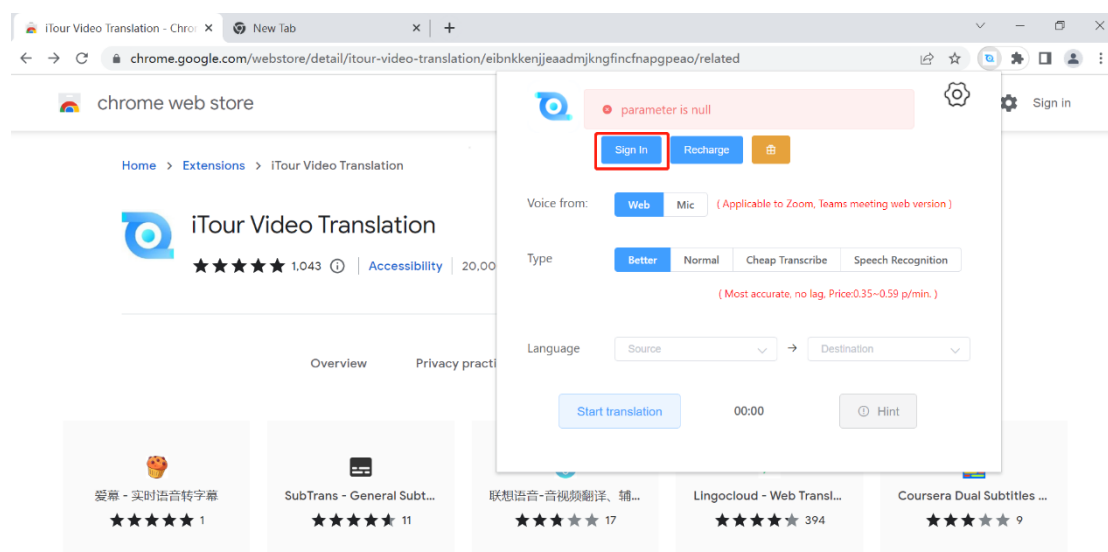 iTour Video Translation - Chro
New Tab
chrome.google.com/webstore/detail/itour-video-translation/eibnkkenjjeaadmjkngfincfnapgpeao/related
chrome web store
Sign in
parameter is null
Sign In
Recharge
Home > Extensions > iTour Video Translation
Voice from:
Web
Mic
( Applicable to Zoom, Teams meeting web version )
iTour Video Translation
1,043
Accessibility
20,00
Type
Better
Normal
Cheap Transcribe
Speech Recognition
( Most accurate, no lag, Price:0.35~0.59 p/min. )
Overview
Privacy practi
Language
Source
→
Destination
Start translation
00:00
Hint
爱幕 - 实时语音转字幕
SubTrans - General Subt...
联想语音-音视频翻译、辅...
Lingocloud - Web Transl...
Coursera Dual Subtitles ...
1
11
17
394
9